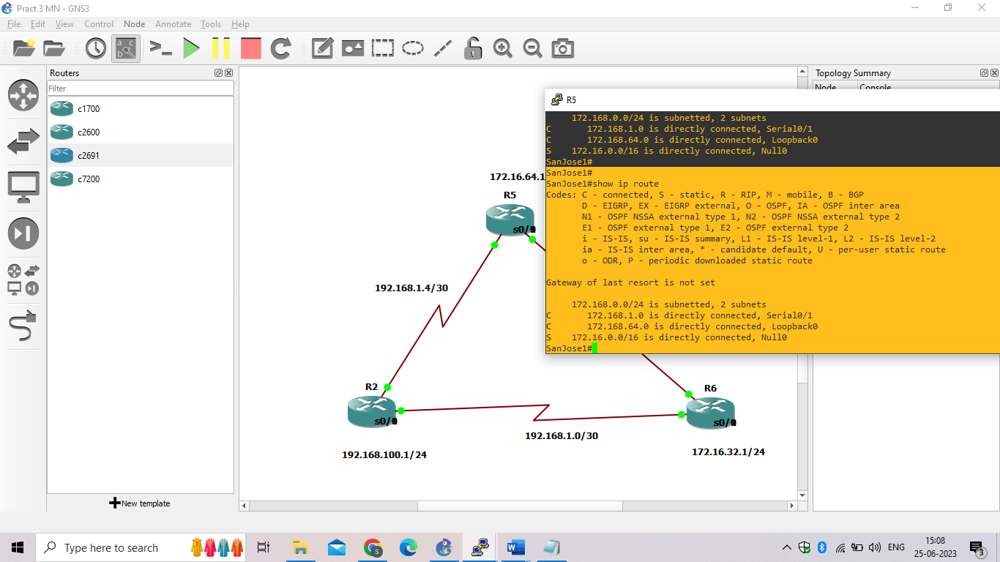 Pract 3 MN - GNS3
File Edit View Control Node Annotate Tools Help
Routers
Filter
c1700
c2600
c2691
c7200
New template
Topology Summary
Node Console
R5
172.168.0.0/24 is subnetted, 2 subnets
C 172.168.1.0 is directly connected, Serial0/1
C 172.168.64.0 is directly connected, Loopback0
S 172.16.0.0/16 is directly connected, Null0
SanJose1#
SanJose1#
SanJose1#show ip route
Codes: C - connected, S - static, R - RIP, M - mobile, B - BGP
D - EIGRP, EX - EIGRP external, O - OSPF, IA - OSPF inter area
N1 - OSPF NSSA external type 1, N2 - OSPF NSSA external type 2
E1 - OSPF external type 1, E2 - OSPF external type 2
i - IS-IS, su - IS-IS summary, L1 - IS-IS level-1, L2 - IS-IS level-2
ia - IS-IS inter area, * - candidate default, U - per-user static route
o - ODR, P - periodic downloaded static route
Gateway of last resort is not set
172.168.0.0/24 is subnetted, 2 subnets
C 172.168.1.0 is directly connected, Serial0/1
C 172.168.64.0 is directly connected, Loopback0
S 172.16.0.0/16 is directly connected, Null0
SanJose1#
172.16.64.1
R5
192.168.1.4/30
R2
R6
192.168.1.0/30
192.168.100.1/24
172.16.32.1/24
Type here to search
ENG
15:08
25-06-2023
3